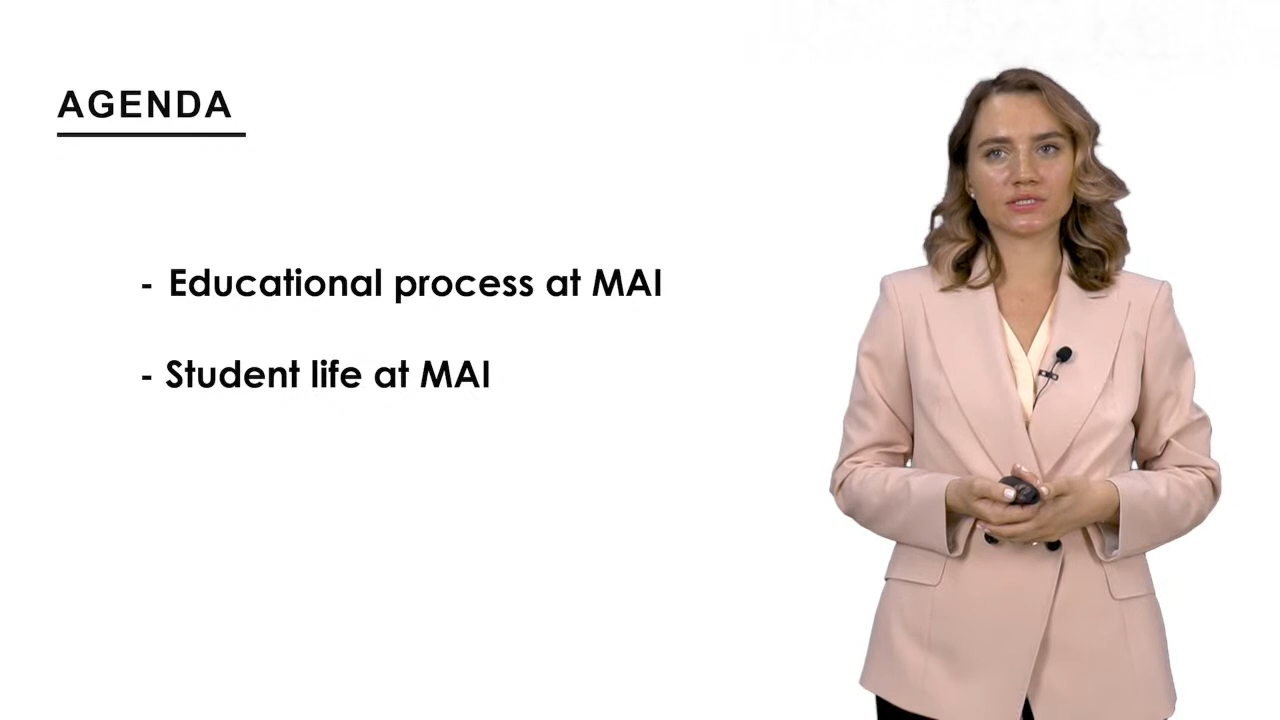 AGENDA
- Educational process at MAI
- Student life at MAI